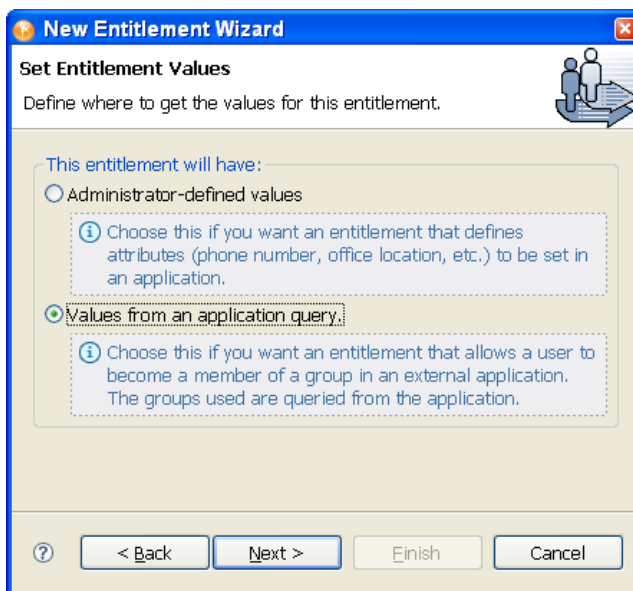 New Entitlement Wizard
Set Entitlement Values
Define where to get the values for this entitlement.
This entitlement will have:
Administrator-defined values
Choose this if you want an entitlement that defines
attributes (phone number, office location, etc.) to be set in
an application.
Values from an application query.
Choose this if you want an entitlement that allows a user to
become a member of a group in an external application.
The groups used are queried from the application.
< Back Next > Finish Cancel